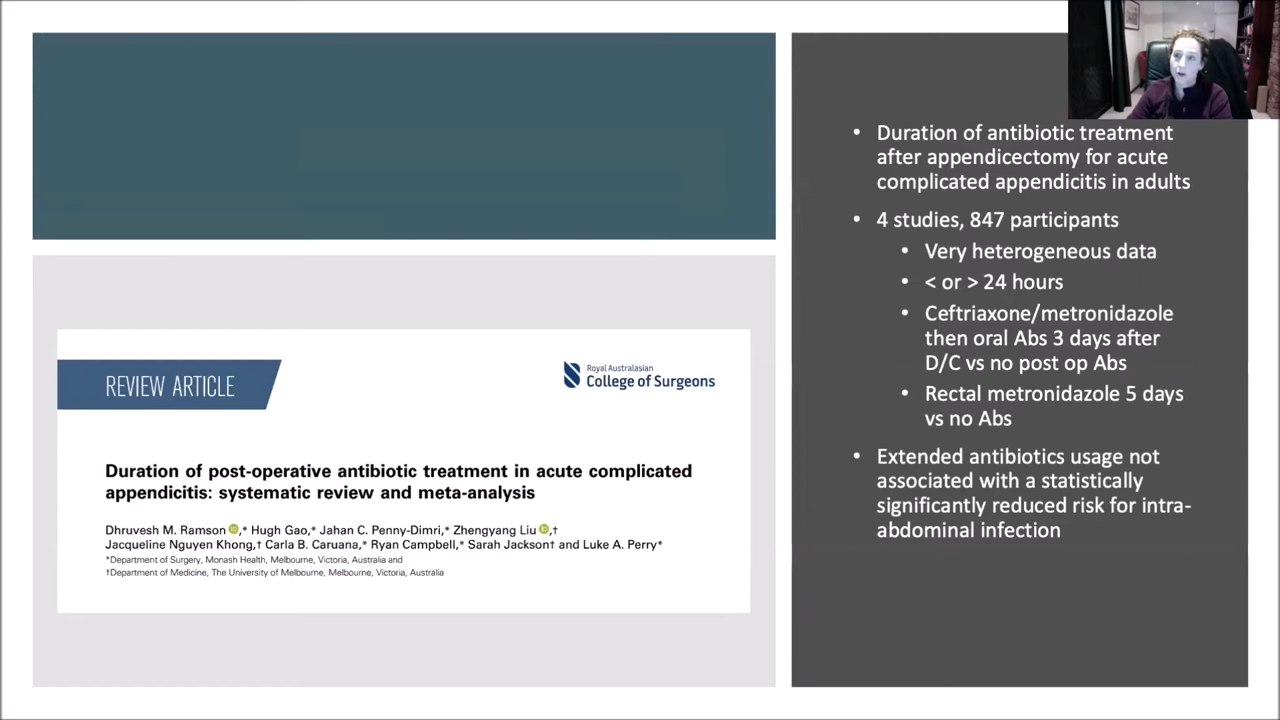 REVIEW ARTICLE
Royal Australasian
College of Surgeons
Duration of post-operative antibiotic treatment in acute complicated
appendicitis: systematic review and meta-analysis
Dhruvesh M. Ramson iD,* Hugh Gao,* Jahan C. Penny-Dimri,* Zhengyang Liu iD,†
Jacqueline Nguyen Khong,† Carla B. Caruana,* Ryan Campbell,* Sarah Jackson† and Luke A. Perry*
*Department of Surgery, Monash Health, Melbourne, Victoria, Australia and
†Department of Medicine, The University of Melbourne, Melbourne, Victoria, Australia
• Duration of antibiotic treatment
after appendicectomy for acute
complicated appendicitis in adults
• 4 studies, 847 participants
• Very heterogeneous data
• < or > 24 hours
• Ceftriaxone/metronidazole
then oral Abs 3 days after
D/C vs no post op Abs
• Rectal metronidazole 5 days
vs no Abs
• Extended antibiotics usage not
associated with a statistically
significantly reduced risk for intra-
abdominal infection